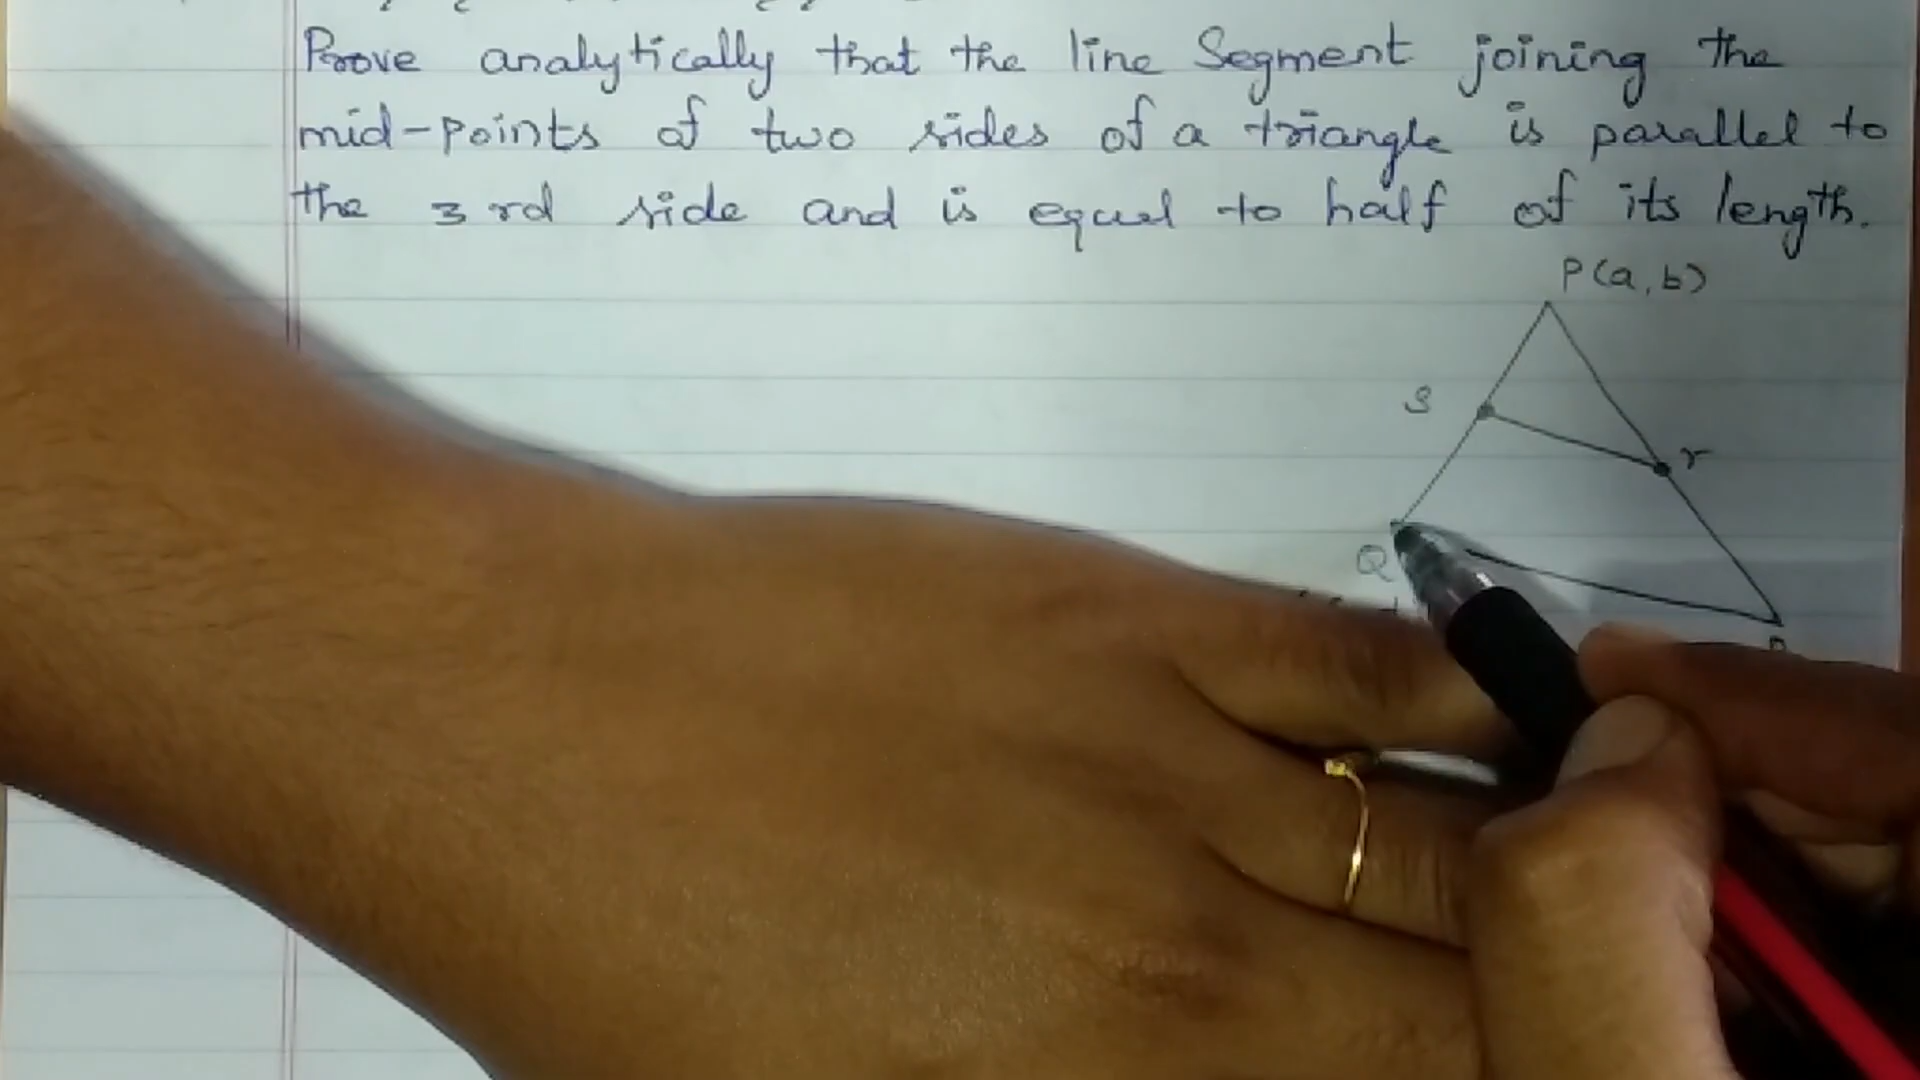 Prove analytically that the line Segment joining the
mid-points of two sides of a triangle is parallel to
the 3rd side and is equal to half of its length.
P(a,b)
S
r
Q